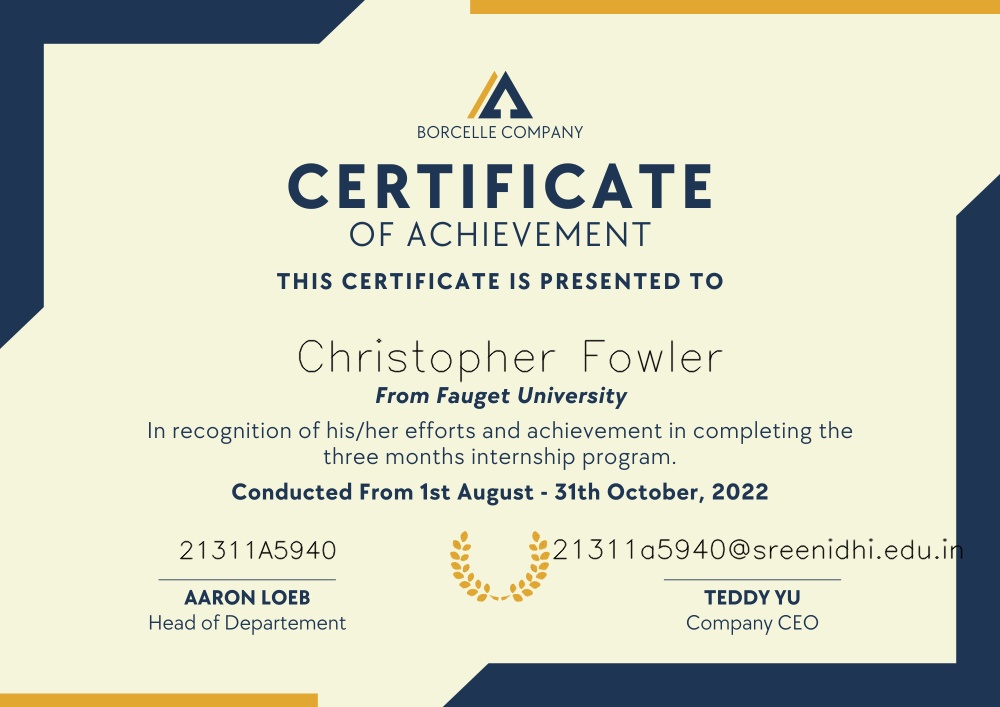 BORCELLE COMPANY
CERTIFICATE
OF ACHIEVEMENT
THIS CERTIFICATE IS PRESENTED TO
Christopher Fowler
From Fauget University
In recognition of his/her efforts and achievement in completing the
three months internship program.
Conducted From 1st August - 31th October, 2022
21311A5940
21311a5940@sreenidhi.edu.in
AARON LOEB
TEDDY YU
Head of Departement
Company CEO